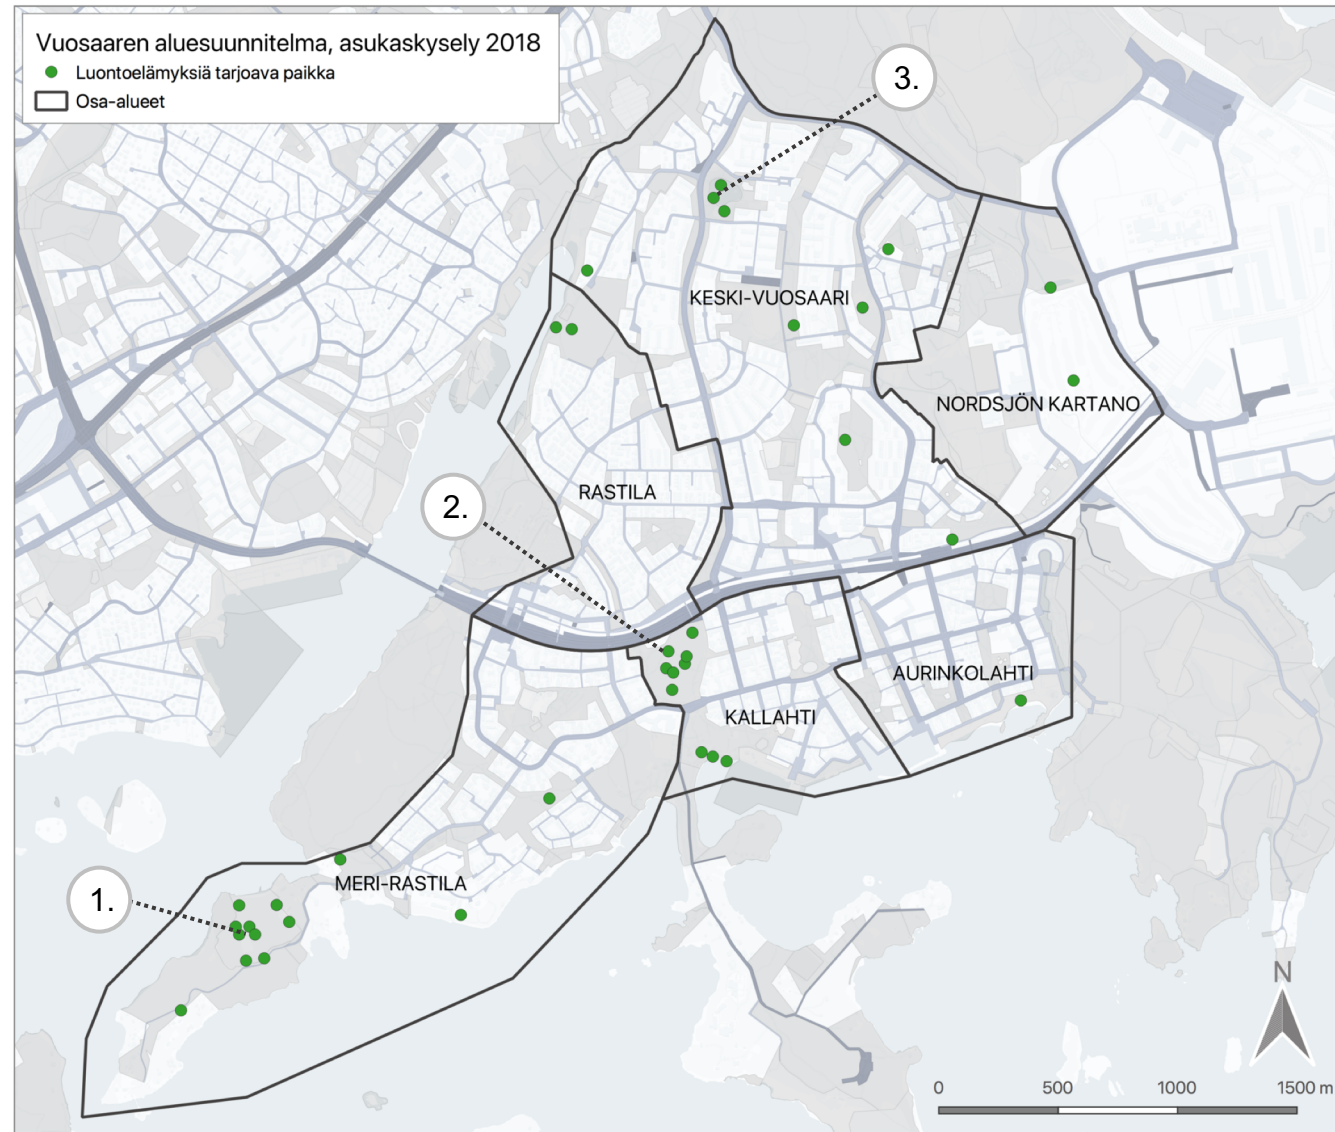 Vuosaaren aluesuunnitelma, asukaskysely 2018
Luontoelämyksiä tarjoava paikka
Osa-alueet
3.
KESKI-VUOSAARI
NORDSJÖN KARTANO
RASTILA
2.
AURINKOLAHTI
KALLAHTI
MERI-RASTILA
1.
N
0 500 1000 1500 m